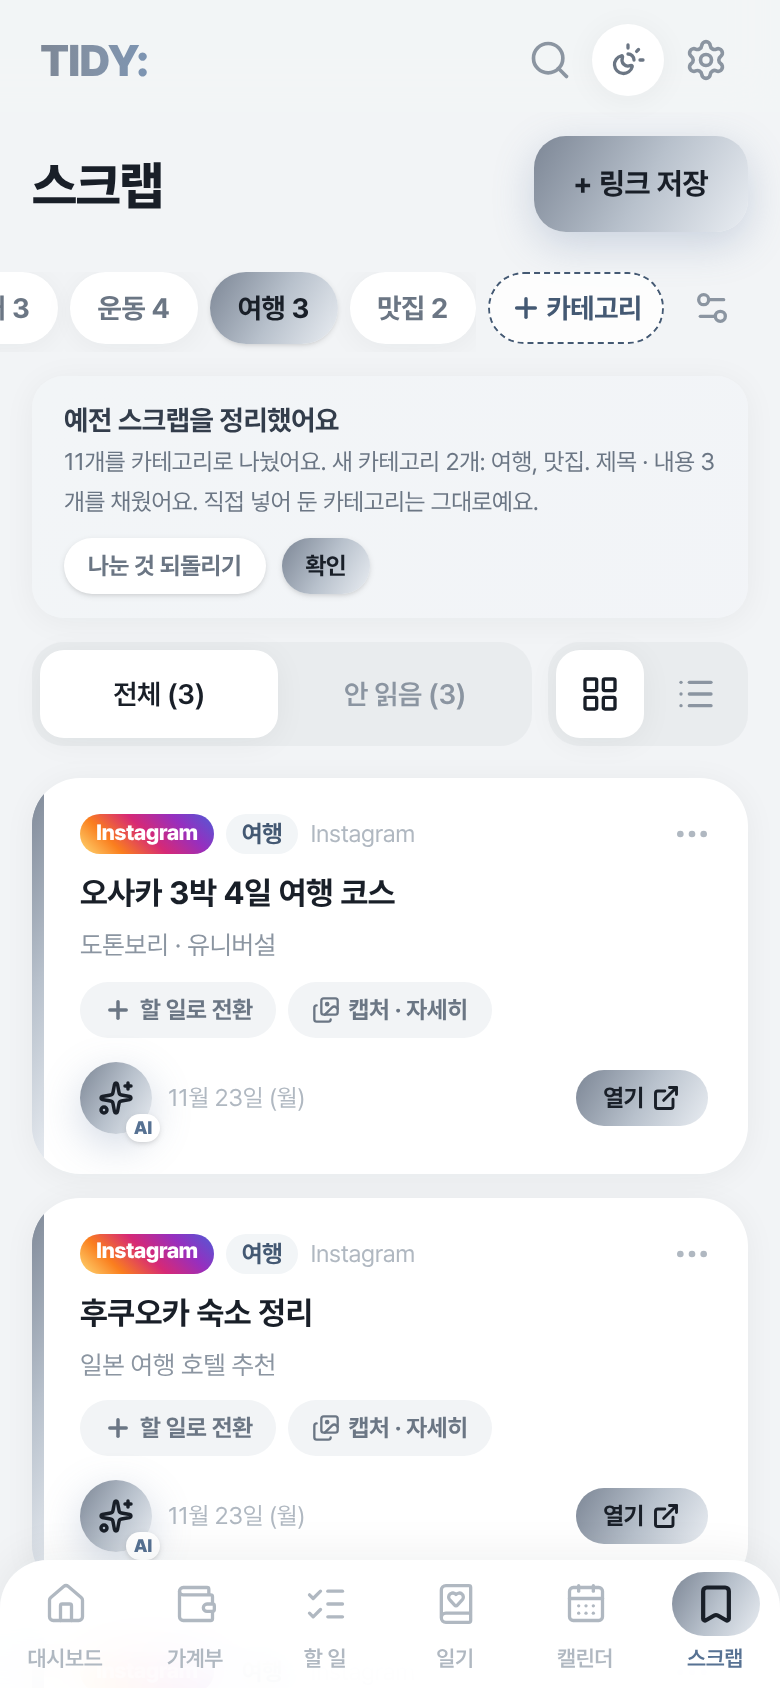 TIDY:
스크랩
+ 링크 저장
3
운동 4
여행 3
맛집 2
+ 카테고리
예전 스크랩을 정리했어요
11개를 카테고리로 나눴어요. 새 카테고리 2개: 여행, 맛집. 제목 · 내용 3
개를 채웠어요. 직접 넣어 둔 카테고리는 그대로예요.
나눈 것 되돌리기
확인
전체 (3)
안 읽음 (3)
Instagram
여행
Instagram
오사카 3박 4일 여행 코스
도톤보리 · 유니버설
+ 할 일로 전환
캡처 · 자세히
AI
11월 23일 (월)
열기
Instagram
여행
Instagram
후쿠오카 숙소 정리
일본 여행 호텔 추천
+ 할 일로 전환
캡처 · 자세히
AI
11월 23일 (월)
열기
대시보드
가계부
할 일
일기
캘린더
스크랩